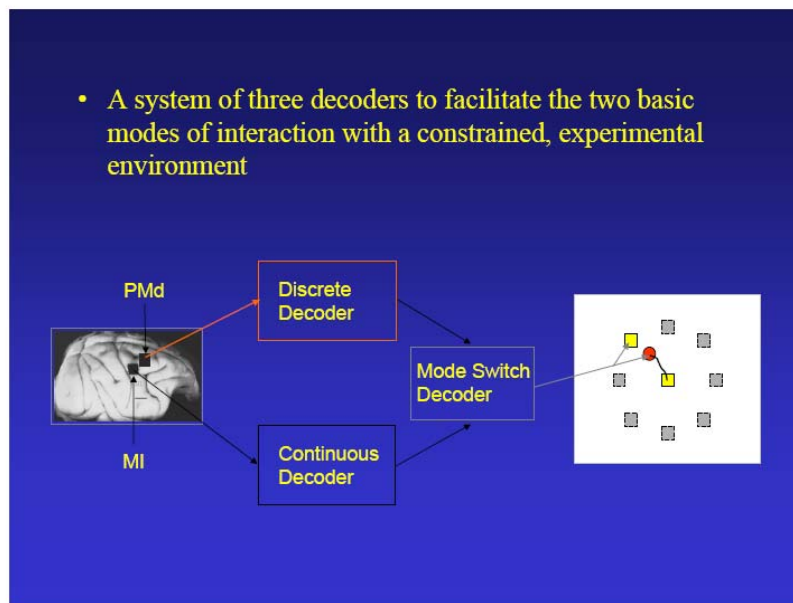 • A system of three decoders to facilitate the two basic
modes of interaction with a constrained, experimental
environment
PMd
Discrete
Decoder
Mode Switch
Decoder
MI
Continuous
Decoder